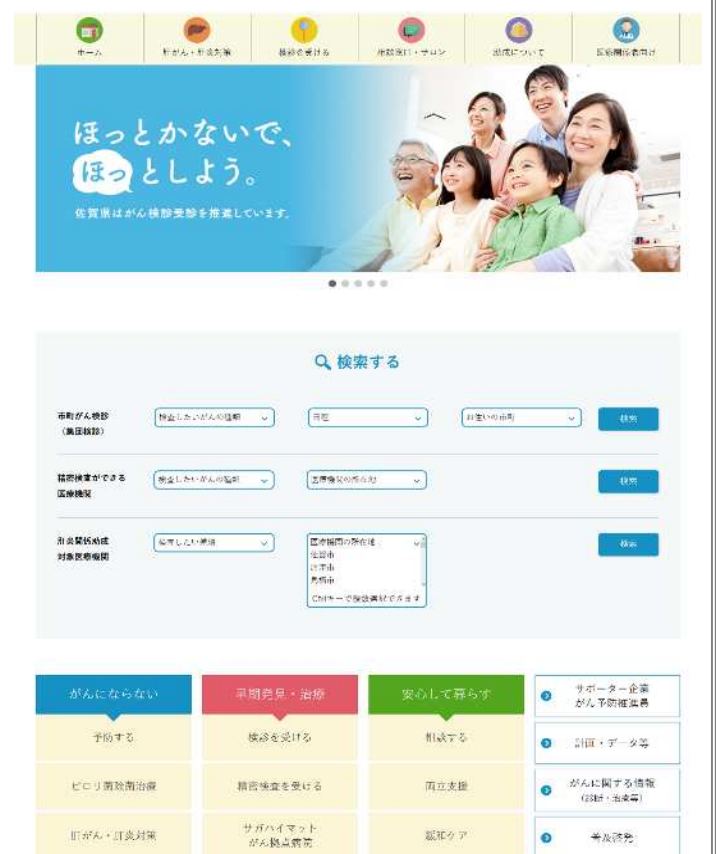 ホーム
肝がん・肝炎対策
検診を受ける
相談窓口・サロン
助成について
医療関係者向け
ほっとかないで、
ほっとしよう。
佐賀県はがん検診受診を推進しています。
検索する
市町がん検診
（集団検診）
検査したいがんの種類
日程
お住いの市町
検索
精密検査ができる
医療機関
検査したいがんの種類
医療機関の所在地
検索
肝炎関係助成
対象医療機関
検査したい種類
医療機関の所在地
佐賀市
唐津市
鳥栖市
Ctrlキーで複数選択できます
検索
がんにならない
早期発見・治療
安心して暮らす
サポーター企業
がん予防推進員
予防する
検診を受ける
相談する
計画・データ等
ピロリ菌除菌治療
精密検査を受ける
両立支援
がんに関する情報
（診断・治療等）
肝がん・肝炎対策
サガハイマット
がん拠点病院
緩和ケア
普及啓発